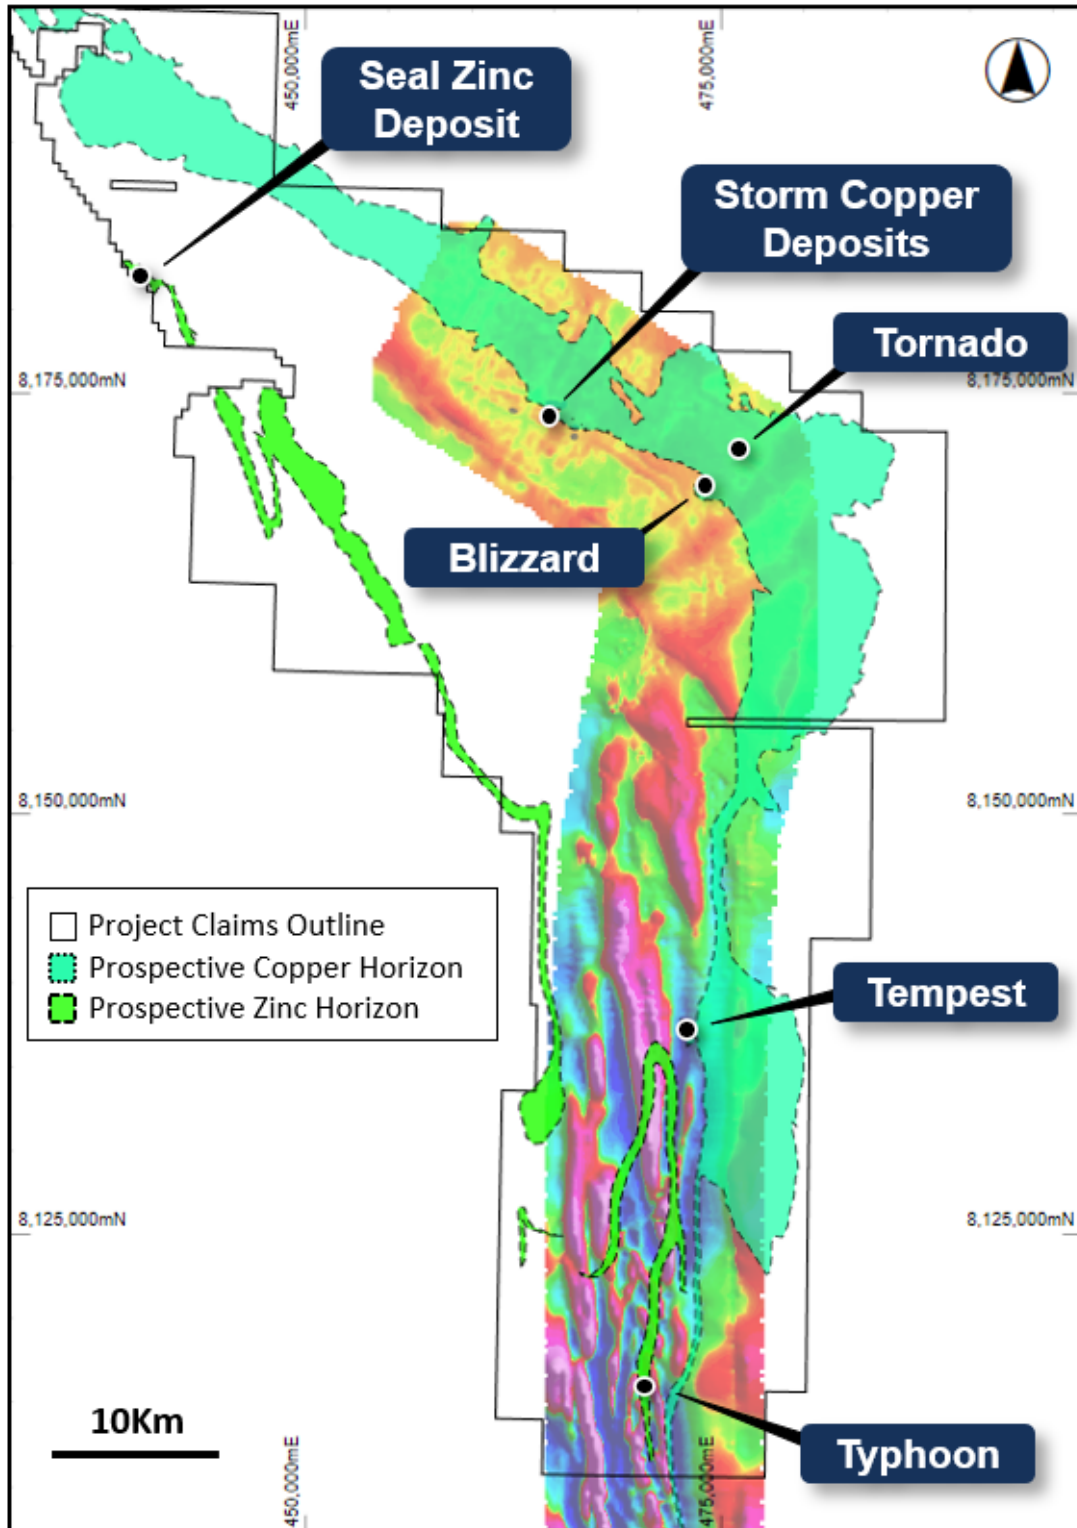 450,000mE
475,000mE
Seal Zinc
Deposit
Storm Copper
Deposits
Tornado
8,175,000mN
8,175,000mN
Blizzard
8,150,000mN
8,150,000mN
Project Claims Outline
Prospective Copper Horizon
Prospective Zinc Horizon
Tempest
8,125,000mN
8,125,000mN
10Km
Typhoon
450,000mE
475,000mE